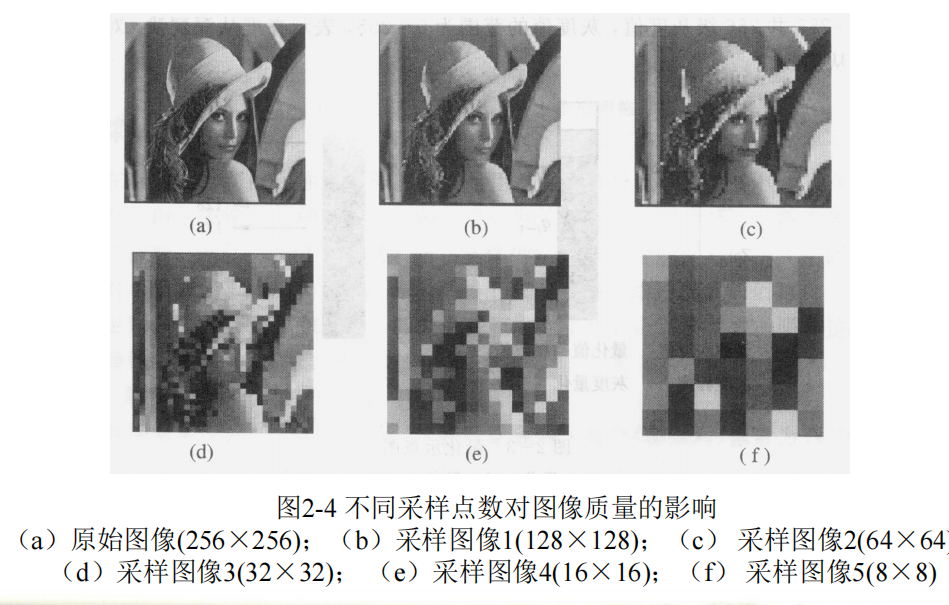 (a)
(b)
(c)
(d)
(e)
(f)
图2-4 不同采样点数对图像质量的影响
（a）原始图像(256×256)；（b）采样图像1(128×128)；（c） 采样图像2(64×64)
（d）采样图像3(32×32)； （e）采样图像4(16×16)； （f） 采样图像5(8×8)